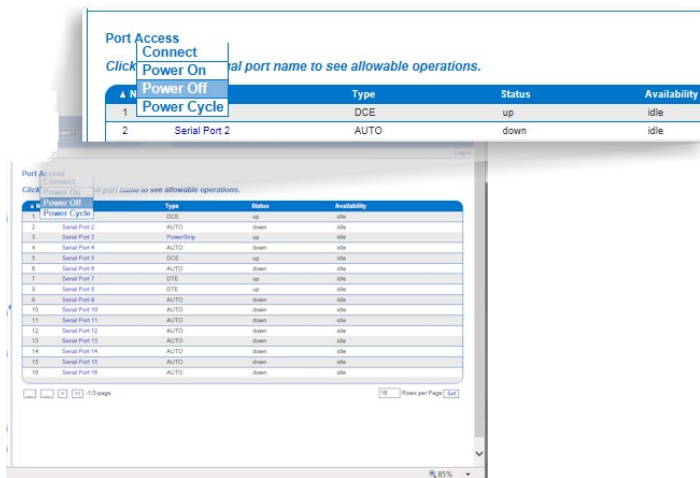 Port Access
Connect
Click Power On al port name to see allowable operations.
Power Off
▲ N Type Status Availability
Power Cycle
1 DCE up idle
2 Serial Port 2 AUTO down idle
Logout
Port Access
Connect
Click Power On port name to see allowable operations.
Power Off
▲ N Type Status Availability
Power Cycle
1 DCE up idle
2 Serial Port 2 AUTO down idle
3 Serial Port 3 PowerStrip up idle
4 Serial Port 4 AUTO down idle
5 Serial Port 5 DCE up idle
6 Serial Port 6 AUTO down idle
7 Serial Port 7 DTE up idle
8 Serial Port 8 DTE up idle
9 Serial Port 9 AUTO down idle
10 Serial Port 10 AUTO down idle
11 Serial Port 11 AUTO down idle
12 Serial Port 12 AUTO down idle
13 Serial Port 13 AUTO down idle
14 Serial Port 14 AUTO down idle
15 Serial Port 15 AUTO down idle
16 Serial Port 16 AUTO down idle
... ... > >| -1/3-page 16 Rows per Page Set
85%